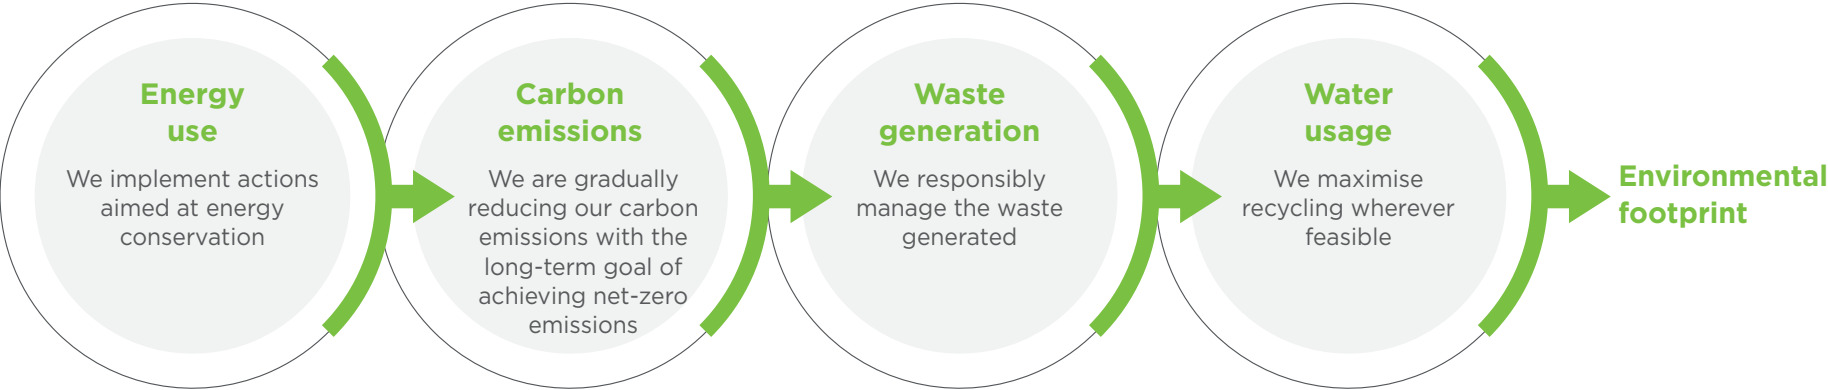 Energy
use
We implement actions
aimed at energy
conservation
Carbon
emissions
We are gradually
reducing our carbon
emissions with the
long-term goal of
achieving net-zero
emissions
Waste
generation
We responsibly
manage the waste
generated
Water
usage
We maximise
recycling wherever
feasible
Environmental
footprint